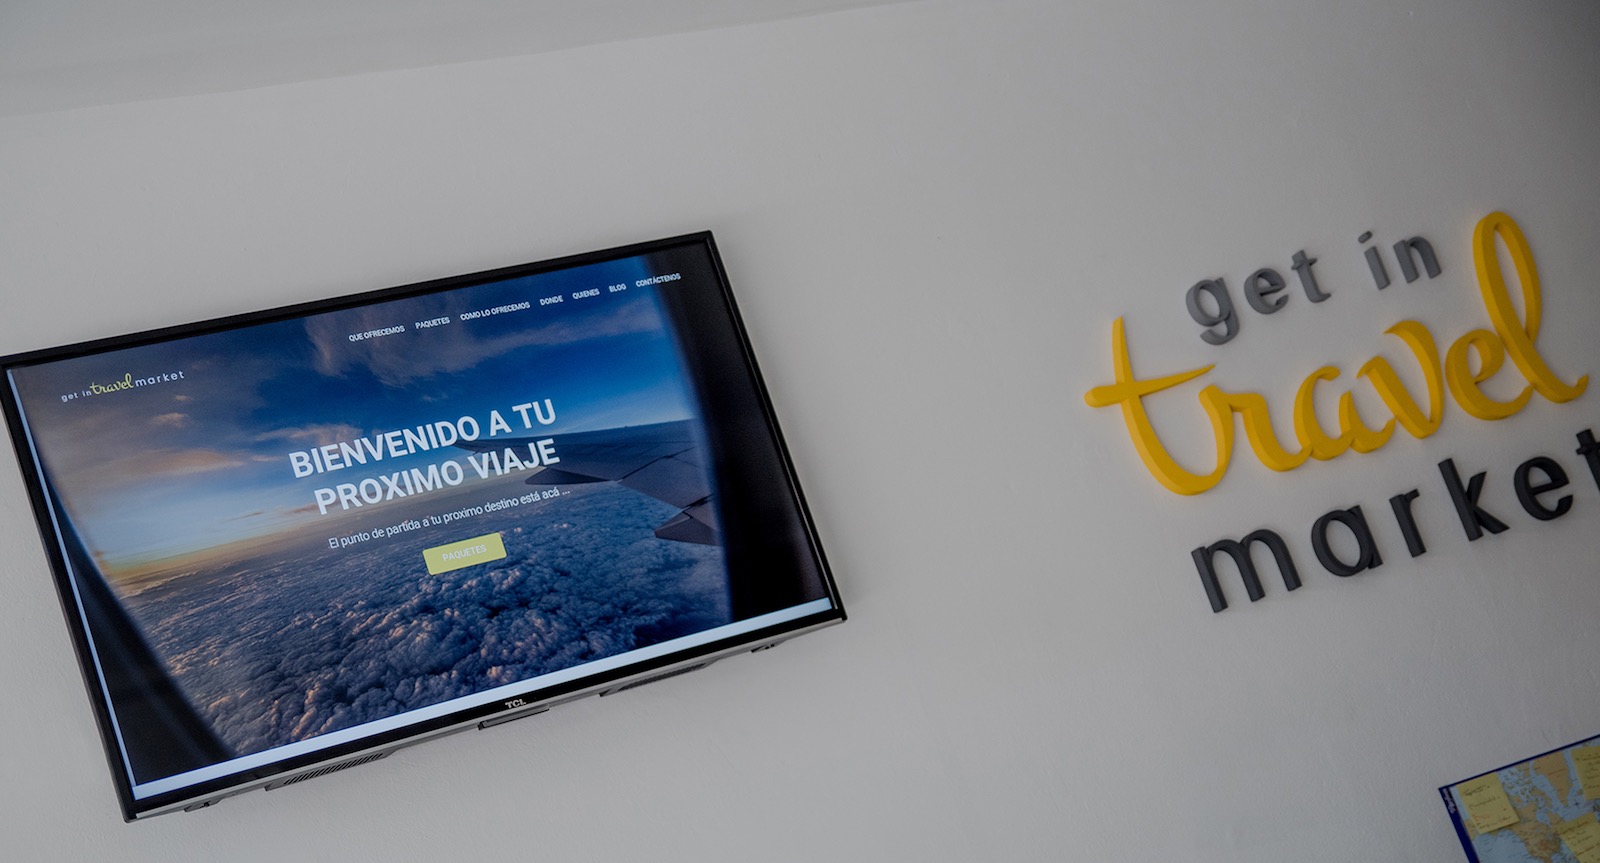 QUE OFRECEMOS PAQUETES COMO LO OFRECEMOS DONDE QUIENES BLOG CONTÁCTENOS
get in travel market
BIENVENIDO A TU
PROXIMO VIAJE
El punto de partida a tu proximo destino está acá ...
PAQUETES
TCL
get in
travel
market